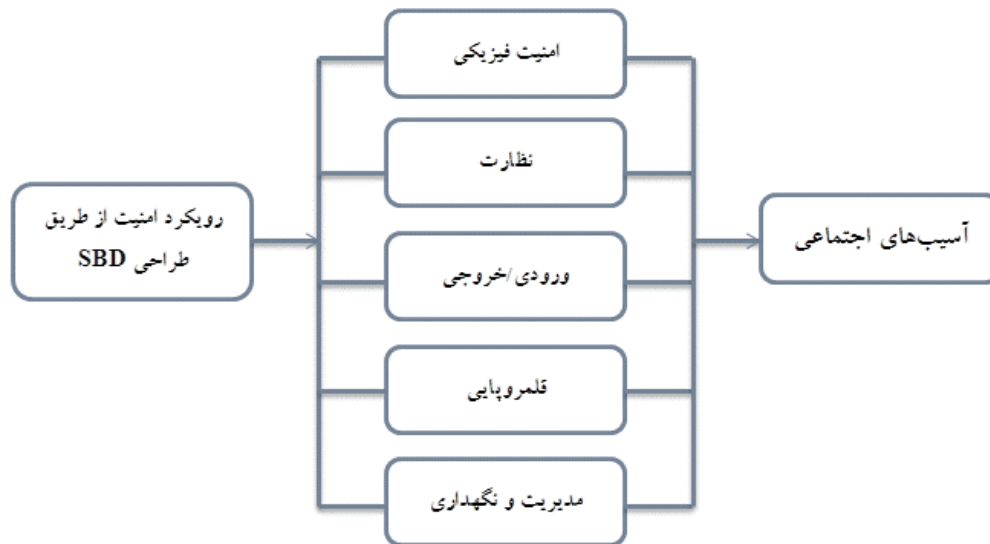 رویکرد امنیت از طریق
طراحی SBD
امنیت فیزیکی
نظارت
ورودی/خروجی
قلمروپایی
مدیریت و نگهداری
آسیب‌های اجتماعی